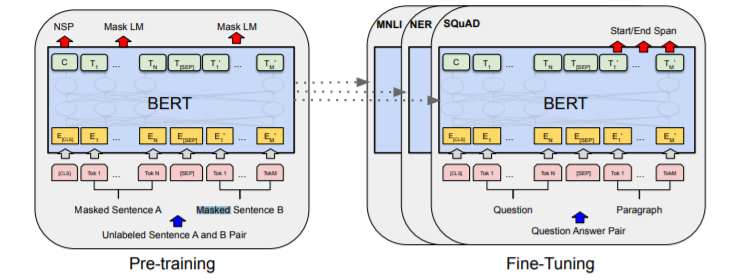 NSP Mask LM Mask LM
C T1 ... TN T[SEP] T1' ... TM'
BERT
E[CLS] E1 ... EN E[SEP] E1' ... EM'
[CLS] Tok 1 ... Tok N [SEP] Tok 1 ... TokM
Masked Sentence A Masked Sentence B
Unlabeled Sentence A and B Pair
Pre-training
MNLI NER SQuAD
Start/End Span
C T1 ... TN T[SEP] T1' ... TM'
BERT
E[CLS] E1 ... EN E[SEP] E1' ... EM'
[CLS] Tok 1 ... Tok N [SEP] Tok 1 ... TokM
Question Paragraph
Question Answer Pair
Fine-Tuning